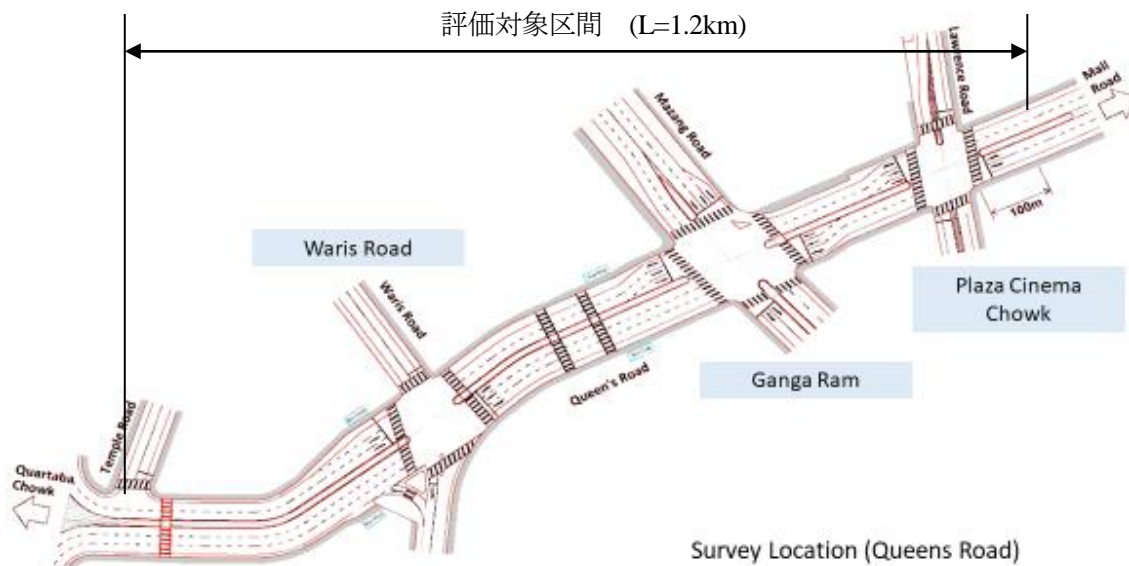 評価対象区間 (L=1.2km)
Lawrence Road
Mall Road
Mozang Road
100m
Waris Road
Waris Road
Plaza Cinema Chowk
Queen's Road
Ganga Ram
Temple Road
Quartaba Chowk
Survey Location (Queens Road)